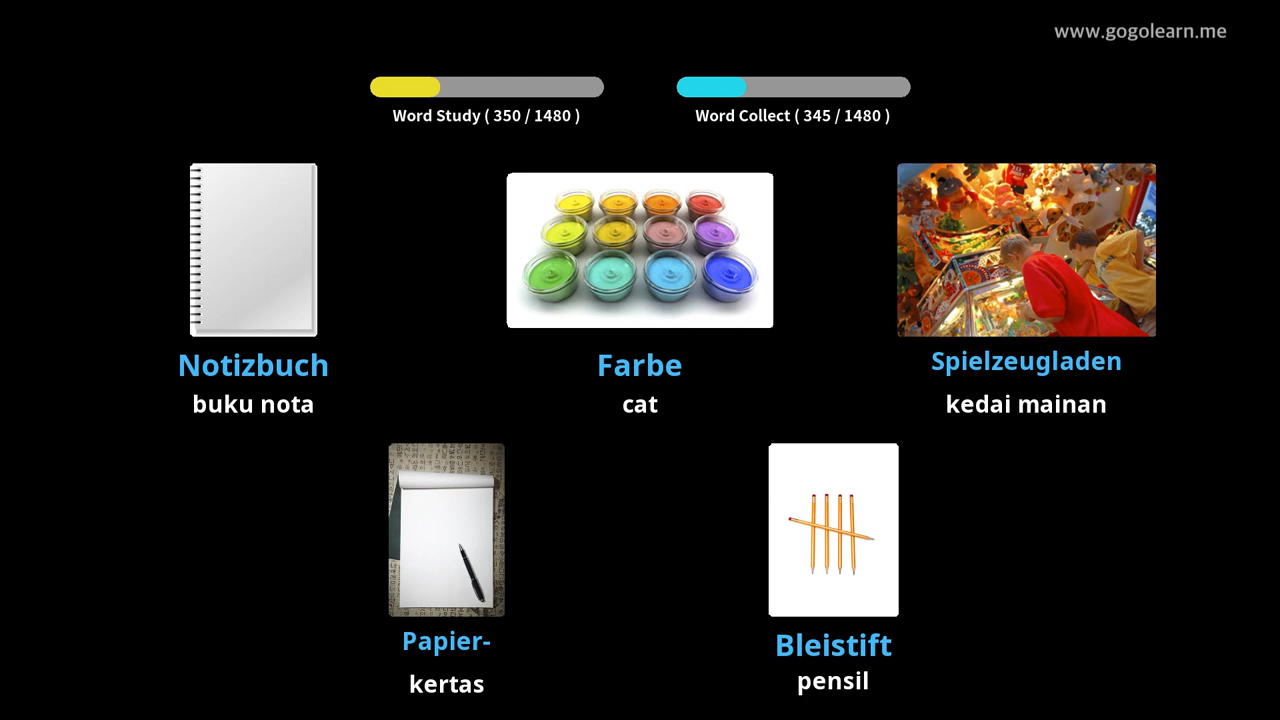 www.gogolearn.me
Word Study ( 350 / 1480 )
Word Collect ( 345 / 1480 )
Notizbuch
buku nota
Farbe
cat
Spielzeugladen
kedai mainan
Papier-
kertas
Bleistift
pensil